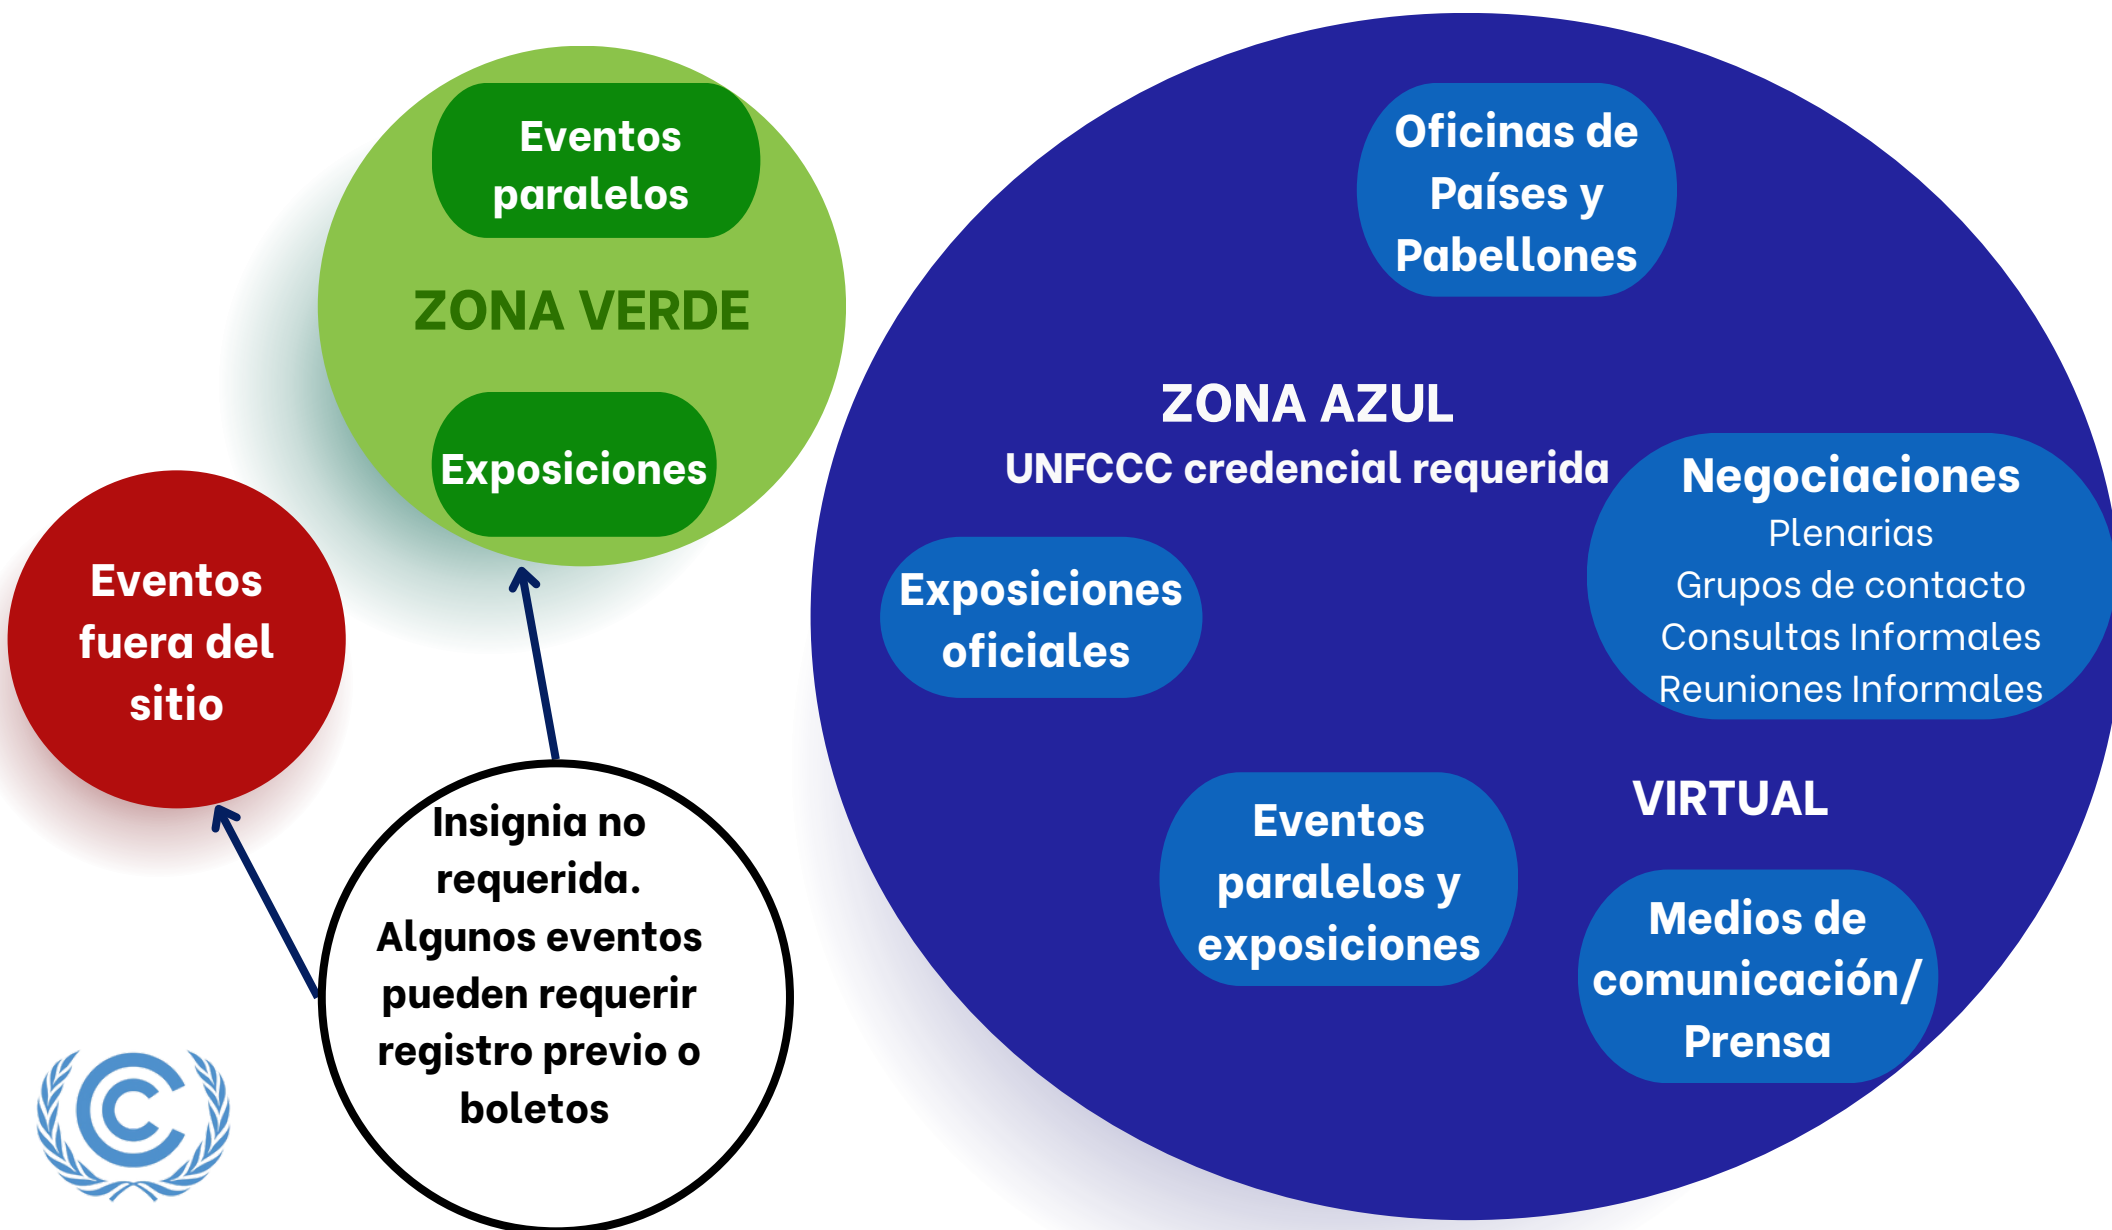 Eventos
paralelos
ZONA VERDE
Exposiciones
Eventos
fuera del
sitio
Insignia no
requerida.
Algunos eventos
pueden requerir
registro previo o
boletos
Oficinas de
Países y
Pabellones
ZONA AZUL
UNFCCC credencial requerida
Negociaciones
Plenarias
Grupos de contacto
Consultas Informales
Reuniones Informales
Exposiciones
oficiales
Eventos
paralelos y
exposiciones
VIRTUAL
Medios de
comunicación/
Prensa